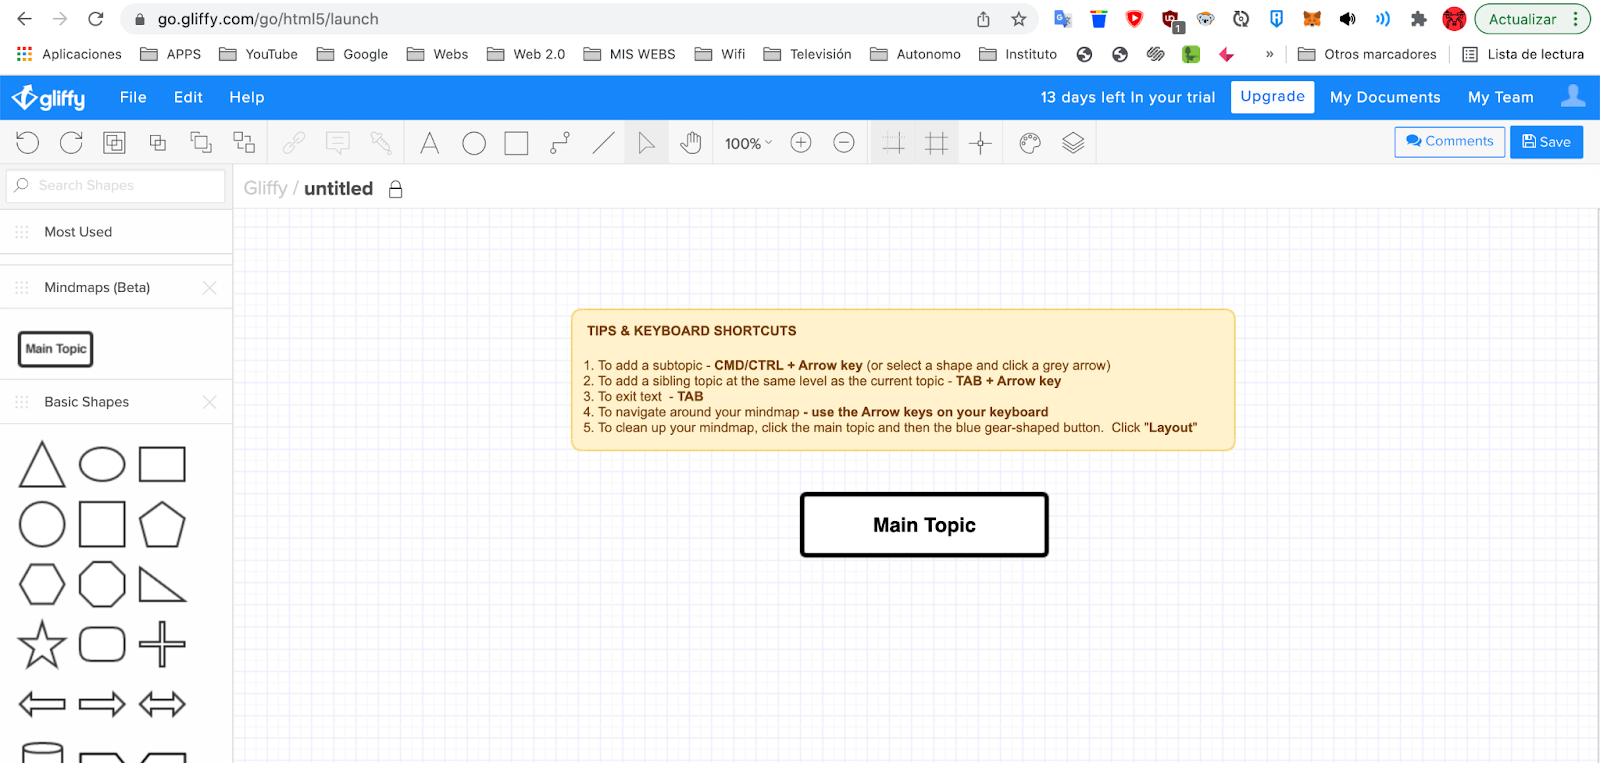 go.gliffy.com/go/html5/launch
1
Actualizar
Aplicaciones APPS YouTube Google Webs Web 2.0 MIS WEBS Wifi Televisión Autonomo Instituto » Otros marcadores Lista de lectura
gliffy File Edit Help 13 days left In your trial Upgrade My Documents My Team
100% Comments Save
Search Shapes
Gliffy / untitled
Most Used
Mindmaps (Beta)
Main Topic
Basic Shapes
TIPS & KEYBOARD SHORTCUTS
1. To add a subtopic - CMD/CTRL + Arrow key (or select a shape and click a grey arrow)
2. To add a sibling topic at the same level as the current topic - TAB + Arrow key
3. To exit text - TAB
4. To navigate around your mindmap - use the Arrow keys on your keyboard
5. To clean up your mindmap, click the main topic and then the blue gear-shaped button. Click "Layout"
Main Topic